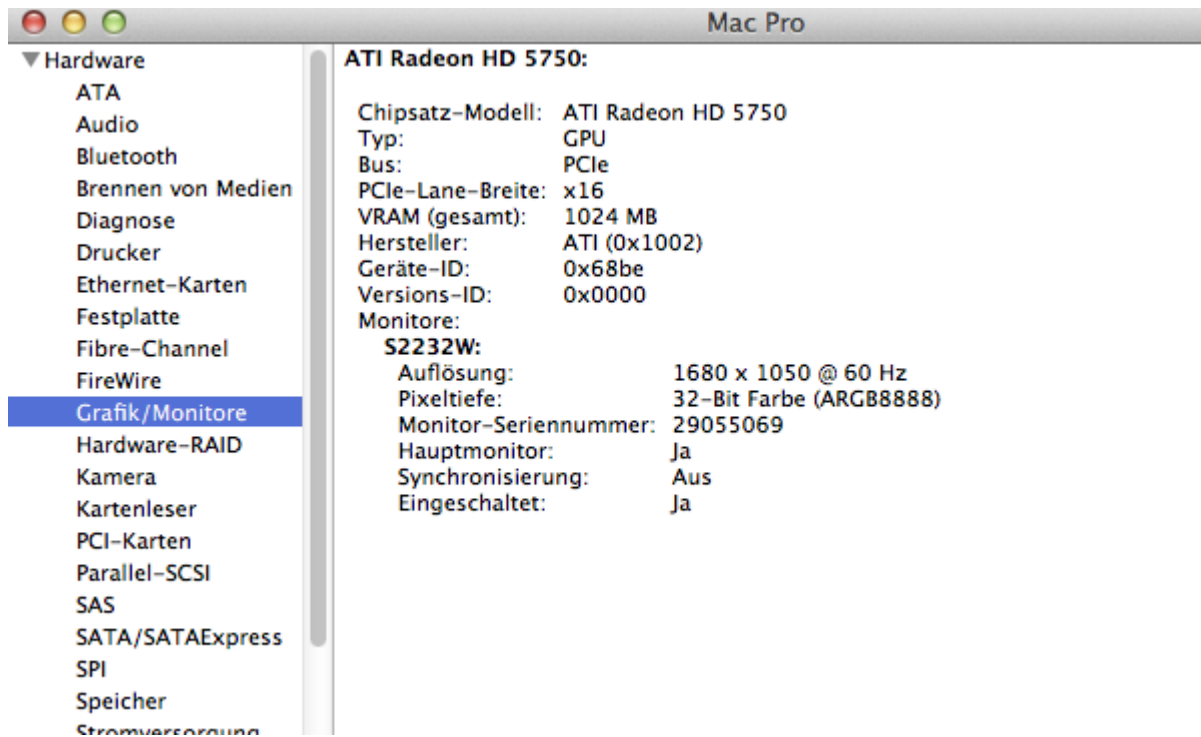 Mac Pro
Hardware
ATA
Audio
Bluetooth
Brennen von Medien
Diagnose
Drucker
Ethernet-Karten
Festplatte
Fibre-Channel
FireWire
Grafik/Monitore
Hardware-RAID
Kamera
Kartenleser
PCI-Karten
Parallel-SCSI
SAS
SATA/SATAExpress
SPI
Speicher
Stromversorgung
ATI Radeon HD 5750:
Chipsatz-Modell: ATI Radeon HD 5750
Typ: GPU
Bus: PCIe
PCIe-Lane-Breite: x16
VRAM (gesamt): 1024 MB
Hersteller: ATI (0x1002)
Geräte-ID: 0x68be
Versions-ID: 0x0000
Monitore:
S2232W:
Auflösung: 1680 x 1050 @ 60 Hz
Pixeltiefe: 32-Bit Farbe (ARGB8888)
Monitor-Seriennummer: 29055069
Hauptmonitor: Ja
Synchronisierung: Aus
Eingeschaltet: Ja